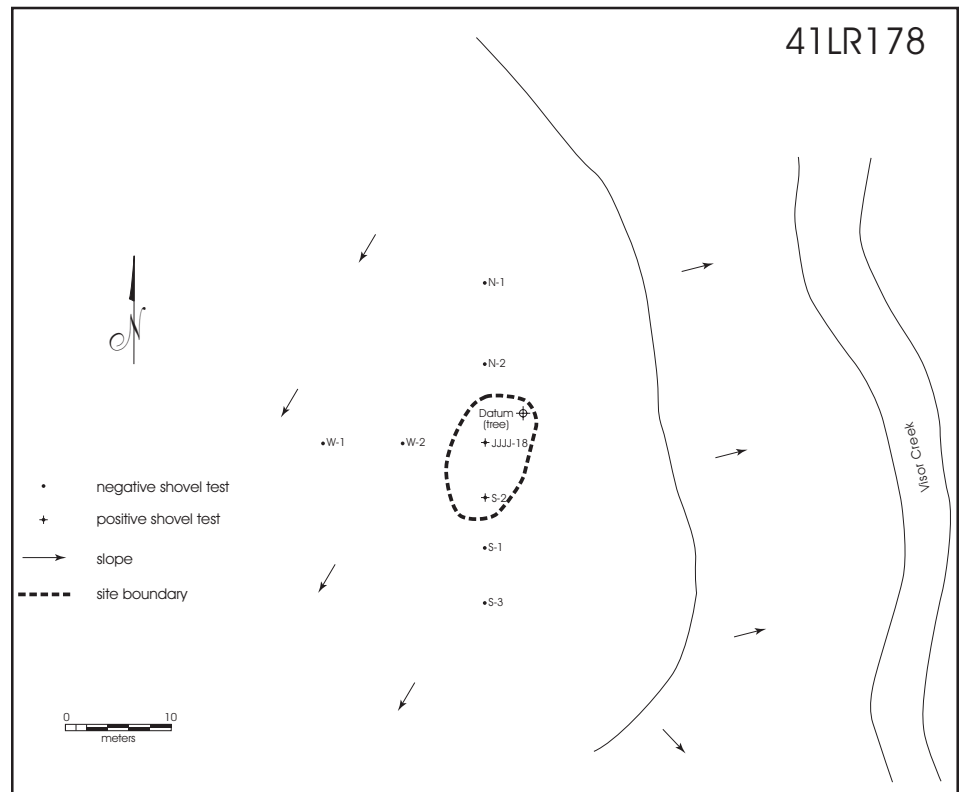 41LR178
N-1
N
N-2
Datum
(tree)
JJJJ-18
W-1
W-2
Visor Creek
negative shovel test
S-2
positive shovel test
S-1
slope
site boundary
S-3
0 10
meters